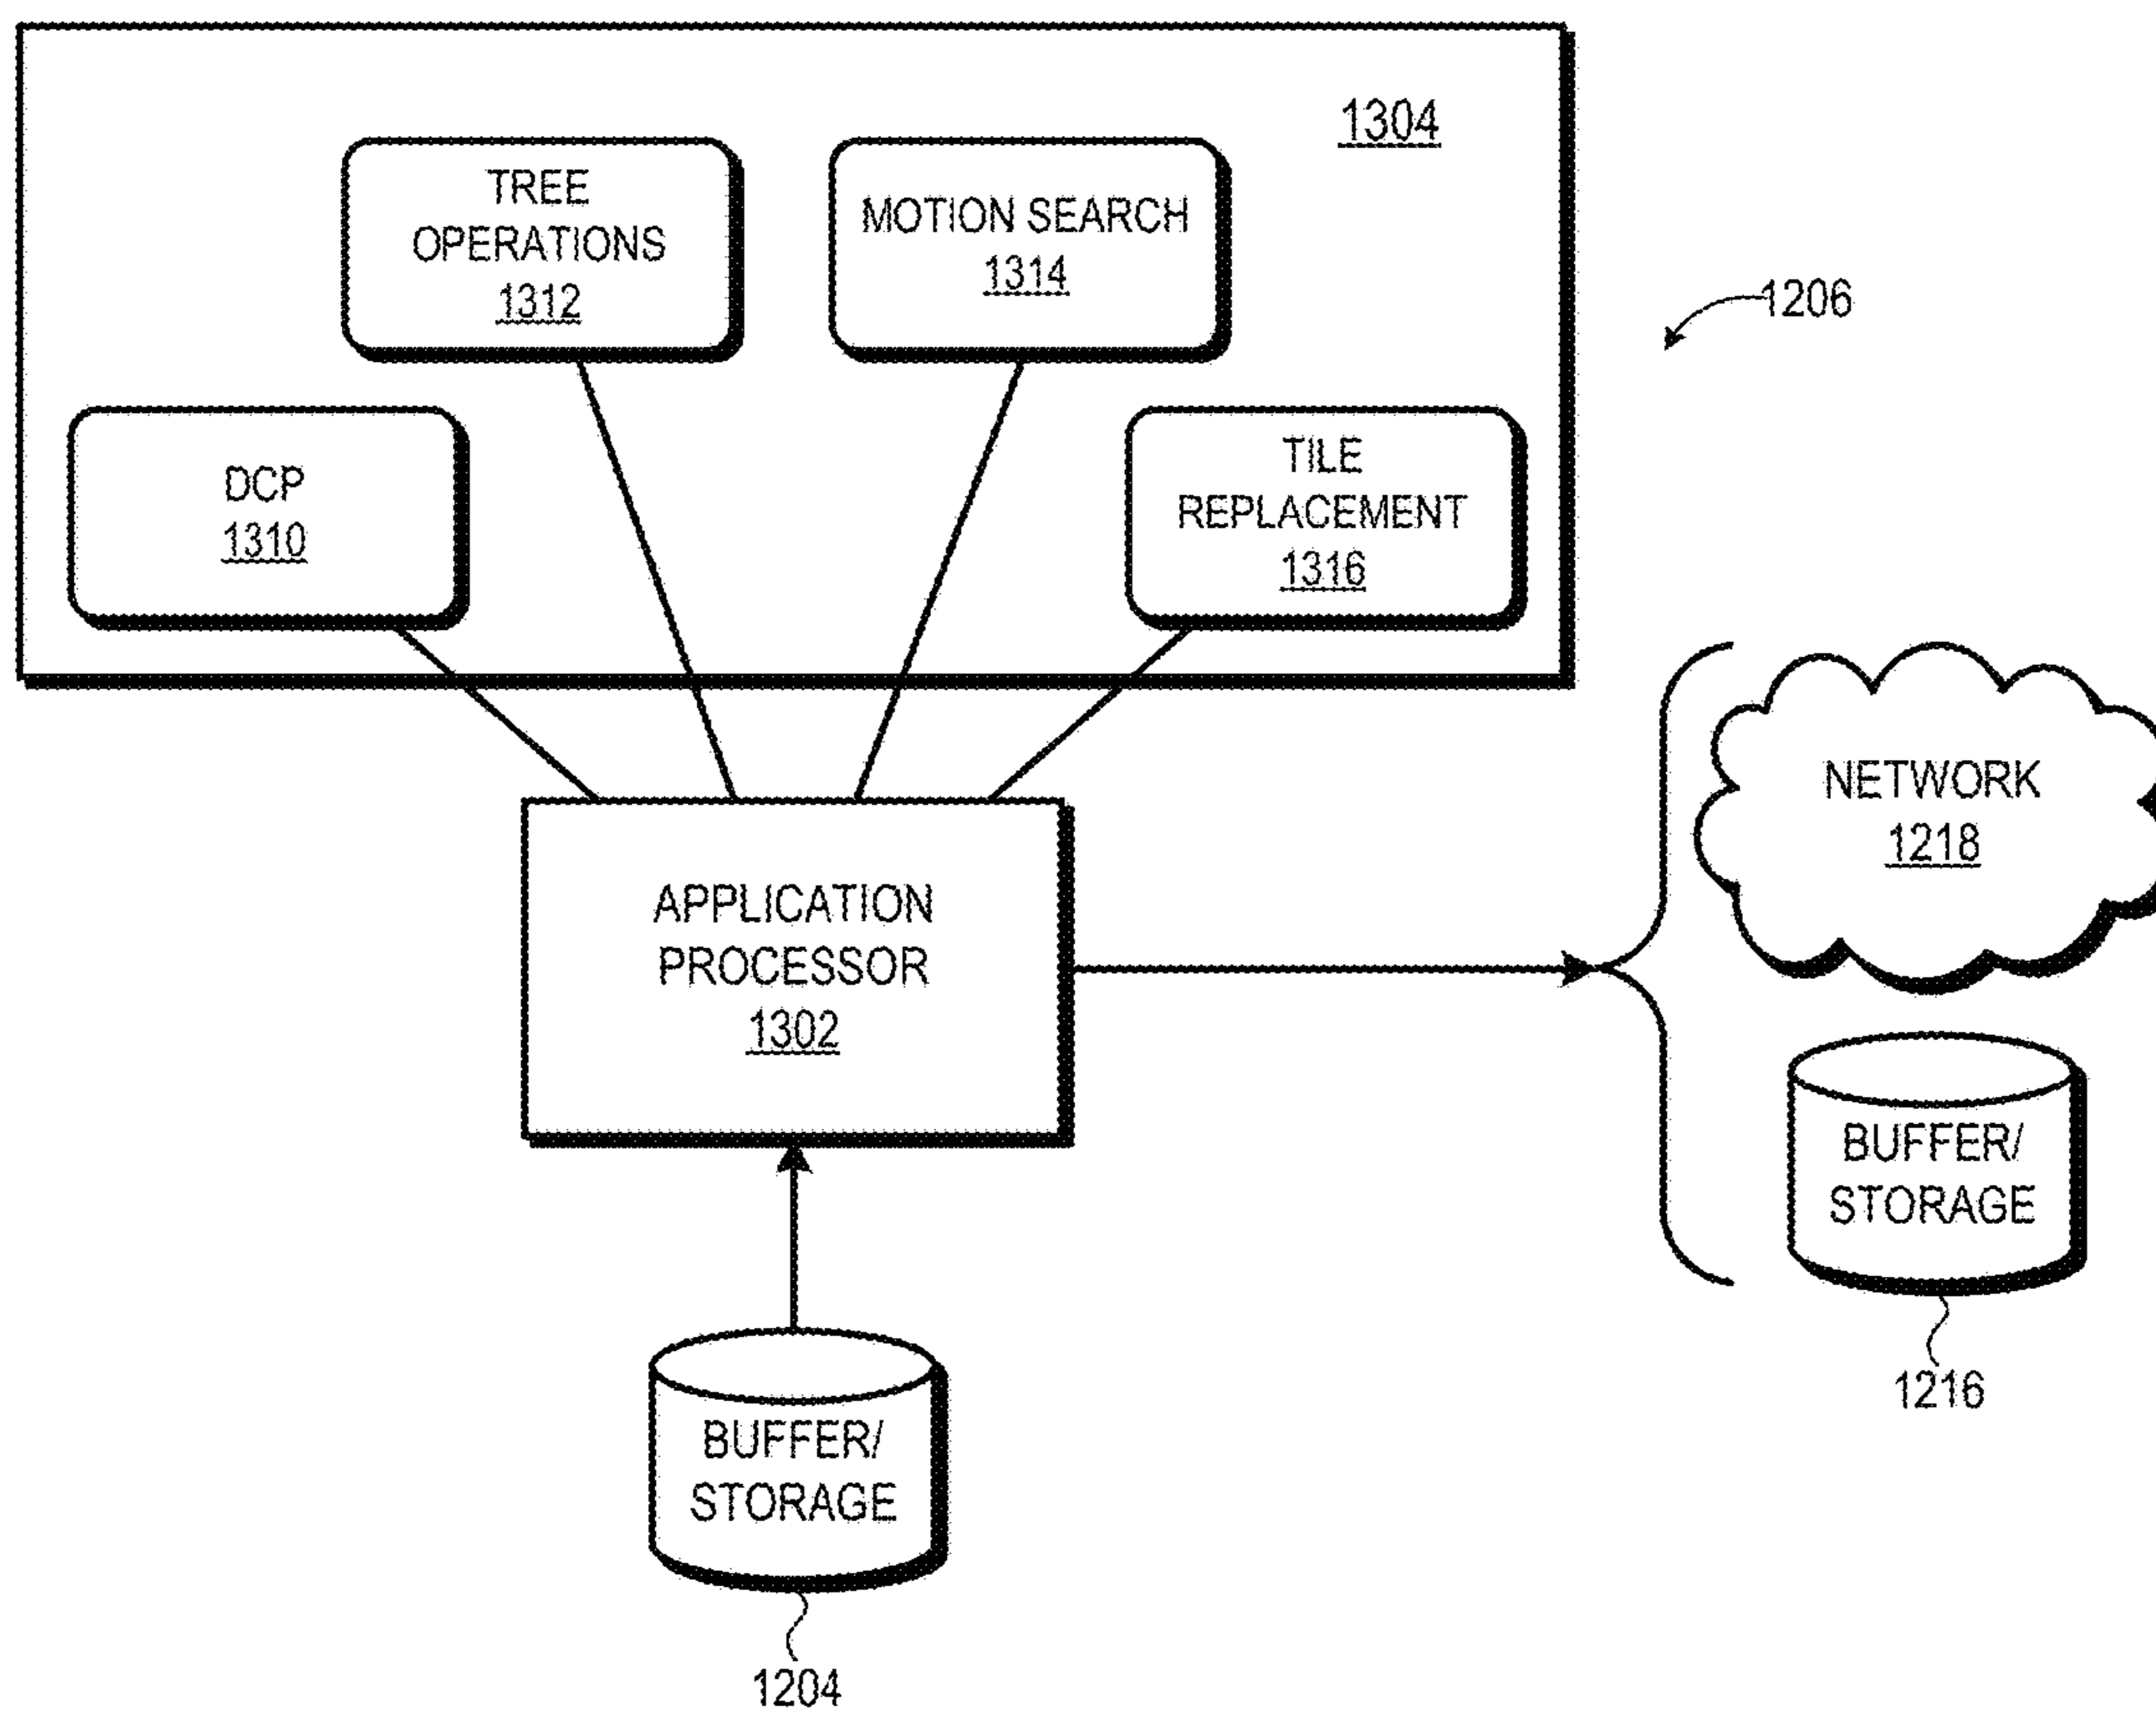 1304
TREE
OPERATIONS
1312
MOTION SEARCH
1314
1206
DCP
1310
TILE
REPLACEMENT
1316
NETWORK
1218
APPLICATION
PROCESSOR
1302
BUFFER/
STORAGE
1216
BUFFER/
STORAGE
1204